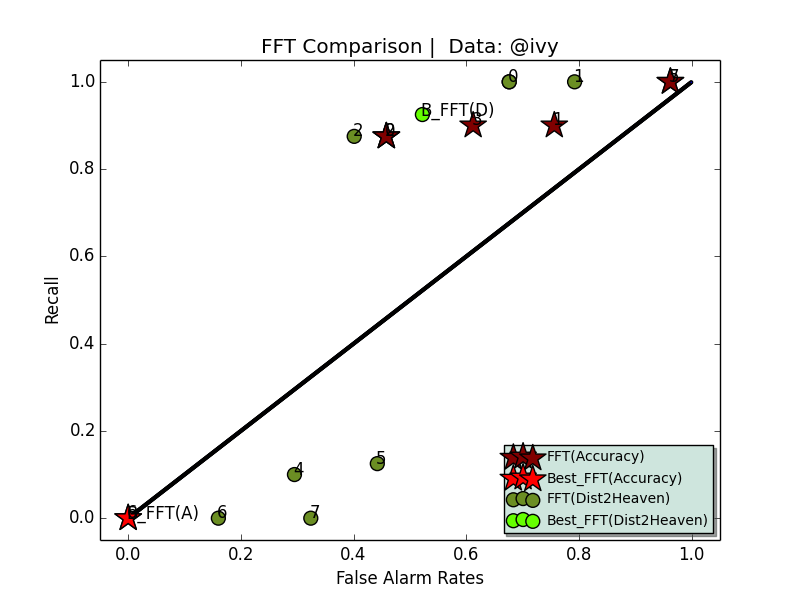 FFT Comparison |  Data: @ivy
1.0
0.8
0.6
0.4
0.2
0.0
Recall
0
1
B_FFT(D)
2
4
5
6
7
B_FFT(A)
FFT(Accuracy)
Best_FFT(Accuracy)
FFT(Dist2Heaven)
Best_FFT(Dist2Heaven)
0.0
0.2
0.4
0.6
0.8
1.0
False Alarm Rates